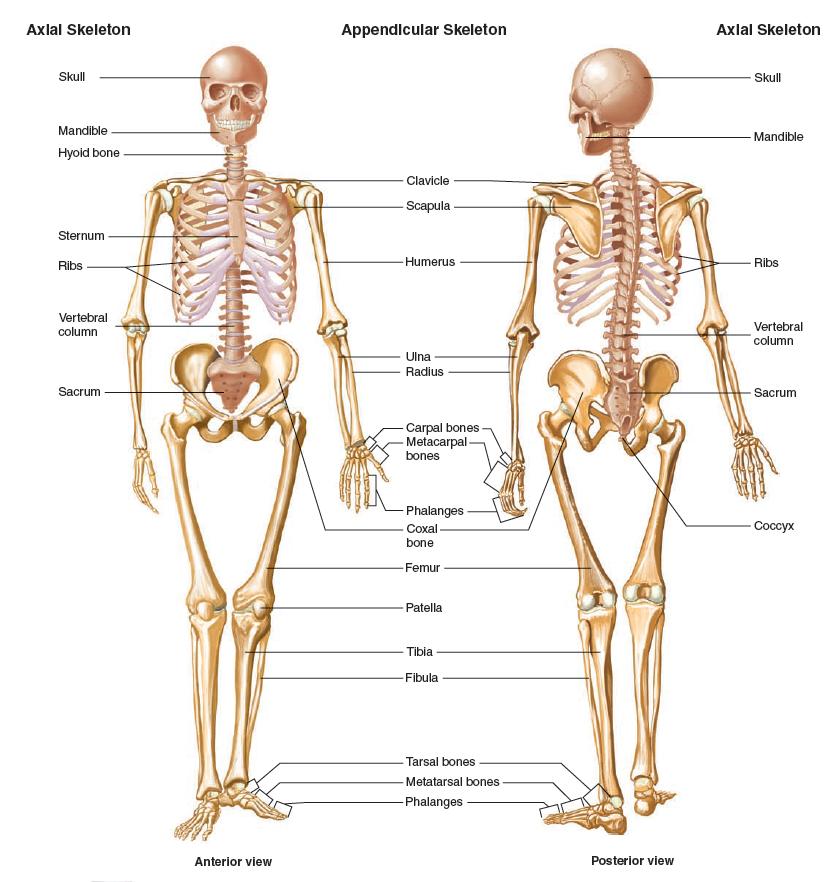 Axial Skeleton
Appendicular Skeleton
Axial Skeleton
Skull
Mandible
Hyoid bone
Sternum
Ribs
Vertebral
column
Sacrum
Clavicle
Scapula
Humerus
Ulna
Radius
Carpal bones
Metacarpal
bones
Phalanges
Coxal
bone
Femur
Patella
Tibia
Fibula
Tarsal bones
Metatarsal bones
Phalanges
Skull
Mandible
Ribs
Vertebral
column
Sacrum
Coccyx
Anterior view
Posterior view